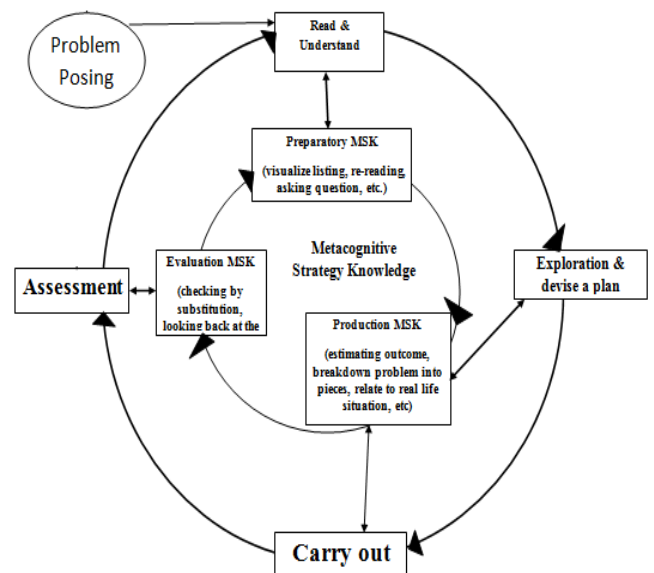 Problem
Posing
Read &
Understand
Preparatory MSK
(visualize listing, re-reading,
asking question, etc.)
Metacognitive
Strategy Knowledge
Evaluation MSK
(checking by
substitution,
looking back at the
Assessment
Exploration &
devise a plan
Production MSK
(estimating outcome,
breakdown problem into
pieces, relate to real life
situation, etc)
Carry out